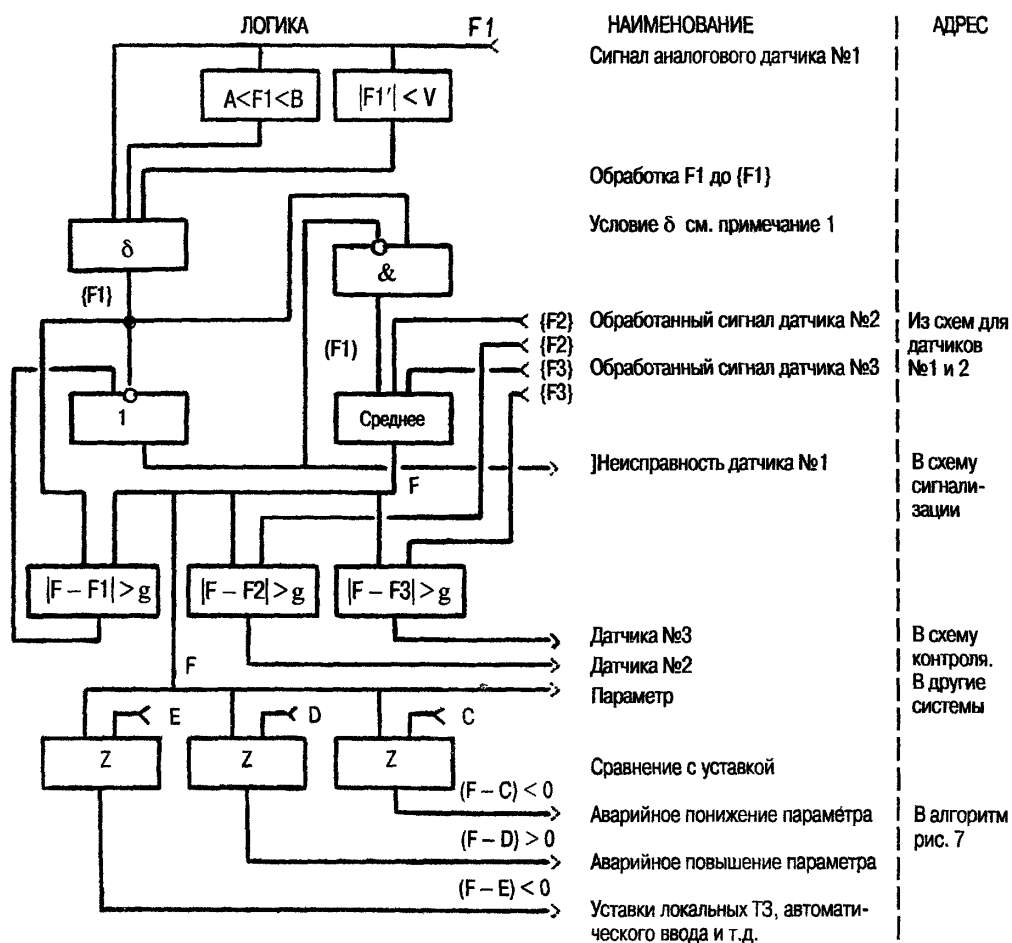 ЛОГИКА
F1
НАИМЕНОВАНИЕ
АДРЕС
Сигнал аналогового датчика №1
A<F1<B
|F1'| < V
Обработка F1 до {F1}
Условие δ см. примечание 1
δ
&
{F1}
(F1)
{F2} Обработанный сигнал датчика №2
Из схем для
{F2}
датчиков
{F3} Обработанный сигнал датчика №3
№1 и 2
{F3}
1
Среднее
]Неисправность датчика №1
В схему
сигнали-
зации
F
|F – F1| > g
|F – F2| > g
|F – F3| > g
Датчика №3
В схему
контроля.
Датчика №2
F
Параметр
В другие
системы
E
D
C
Z
Z
Z
Сравнение с уставкой
(F – C) < 0
Аварийное понижение параметра
В алгоритм
рис. 7
(F – D) > 0
Аварийное повышение параметра
(F – E) < 0
Уставки локальных ТЗ, автомати-
ческого ввода и т.д.